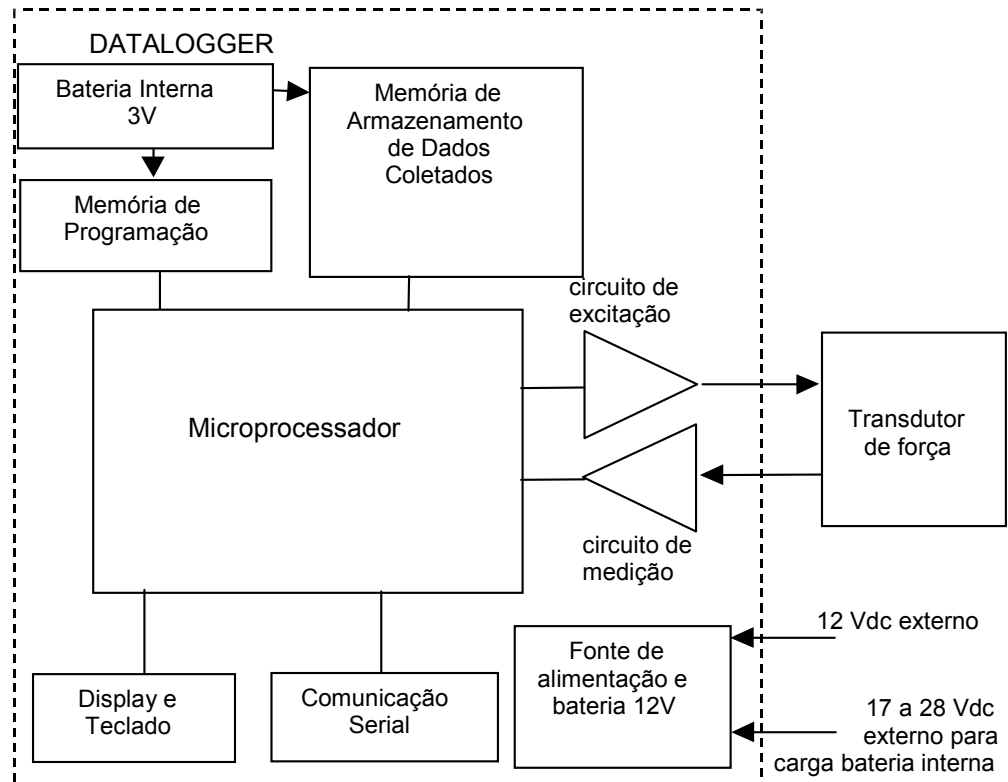 DATALOGGER
Bateria Interna
3V
Memória de
Armazenamento
de Dados
Coletados
Memória de
Programação
circuito de
excitação
Microprocessador
Transdutor
de força
circuito de
medição
12 Vdc externo
Fonte de
alimentação e
bateria 12V
Display e
Teclado
Comunicação
Serial
17 a 28 Vdc
externo para
carga bateria interna